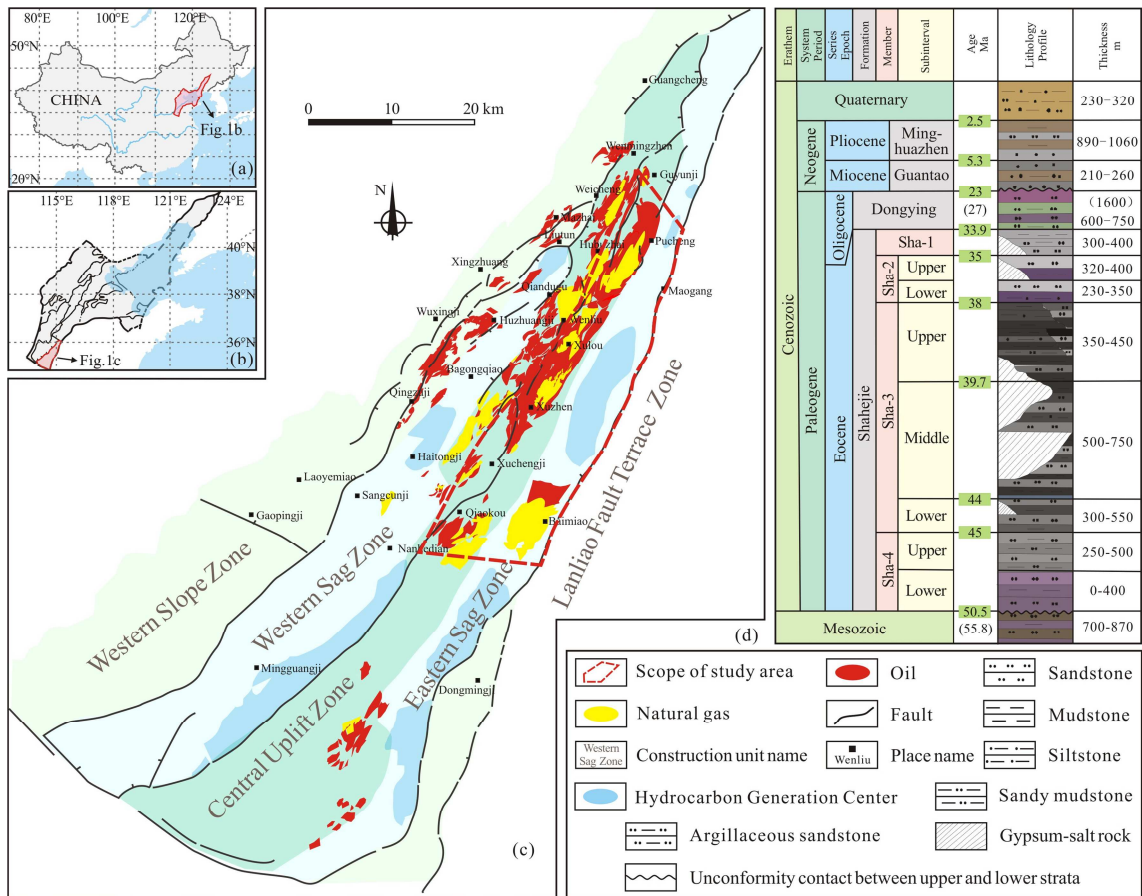 80°E 100°E 120°E
50°N
CHINA
Fig.1b
20°N
(a)
115°E 118°E 121°E 124°E
40°N
38°N
36°N
Fig.1c
(b)
0 10 20 km
N
Guangcheng
Wenmingzhen
Guyunji
Weicheng
Mazhai
Liutun
Pucheng
Xingzhuang
Qiandugu
Maogang
Wuxingji
Huzhuangji
Wenliu
Xulou
Bagongqiao
Qingzuji
Xuzhen
Haitongji
Xuchengji
Laoyemiao
Sangcunji
Gaopingji
Qiaokou
Baimiao
Mingguangji
Dongmingj
Western Slope Zone
Western Sag Zone
Central Uplift Zone
Eastern Sag Zone
Lanliao Fault Terrace Zone
(c)
(d)
Erathem
System
Period
Series
Epoch
Formation
Member
Subinterval
Age
Ma
Lithology
Profile
Thickness
m
Cenozoic
Quaternary
230-320
2.5
Neogene
Pliocene
Ming-
huazhen
890-1060
5.3
Miocene
Guantao
210-260
23
Paleogene
Oligocene
Dongying
(27)
(1600)
600-750
33.9
Eocene
Shahejie
Sha-1
300-400
35
Sha-2
Upper
320-400
Lower
230-350
38
Sha-3
Upper
350-450
39.7
Middle
500-750
44
Lower
300-550
45
Sha-4
Upper
250-500
Lower
0-400
50.5
Mesozoic
(55.8)
700-870
Scope of study area
Oil
Sandstone
Natural gas
Fault
Mudstone
Western
Sag Zone
Construction unit name
Wenliu
Place name
Siltstone
Hydrocarbon Generation Center
Sandy mudstone
Argillaceous sandstone
Gypsum-salt rock
Unconformity contact between upper and lower strata